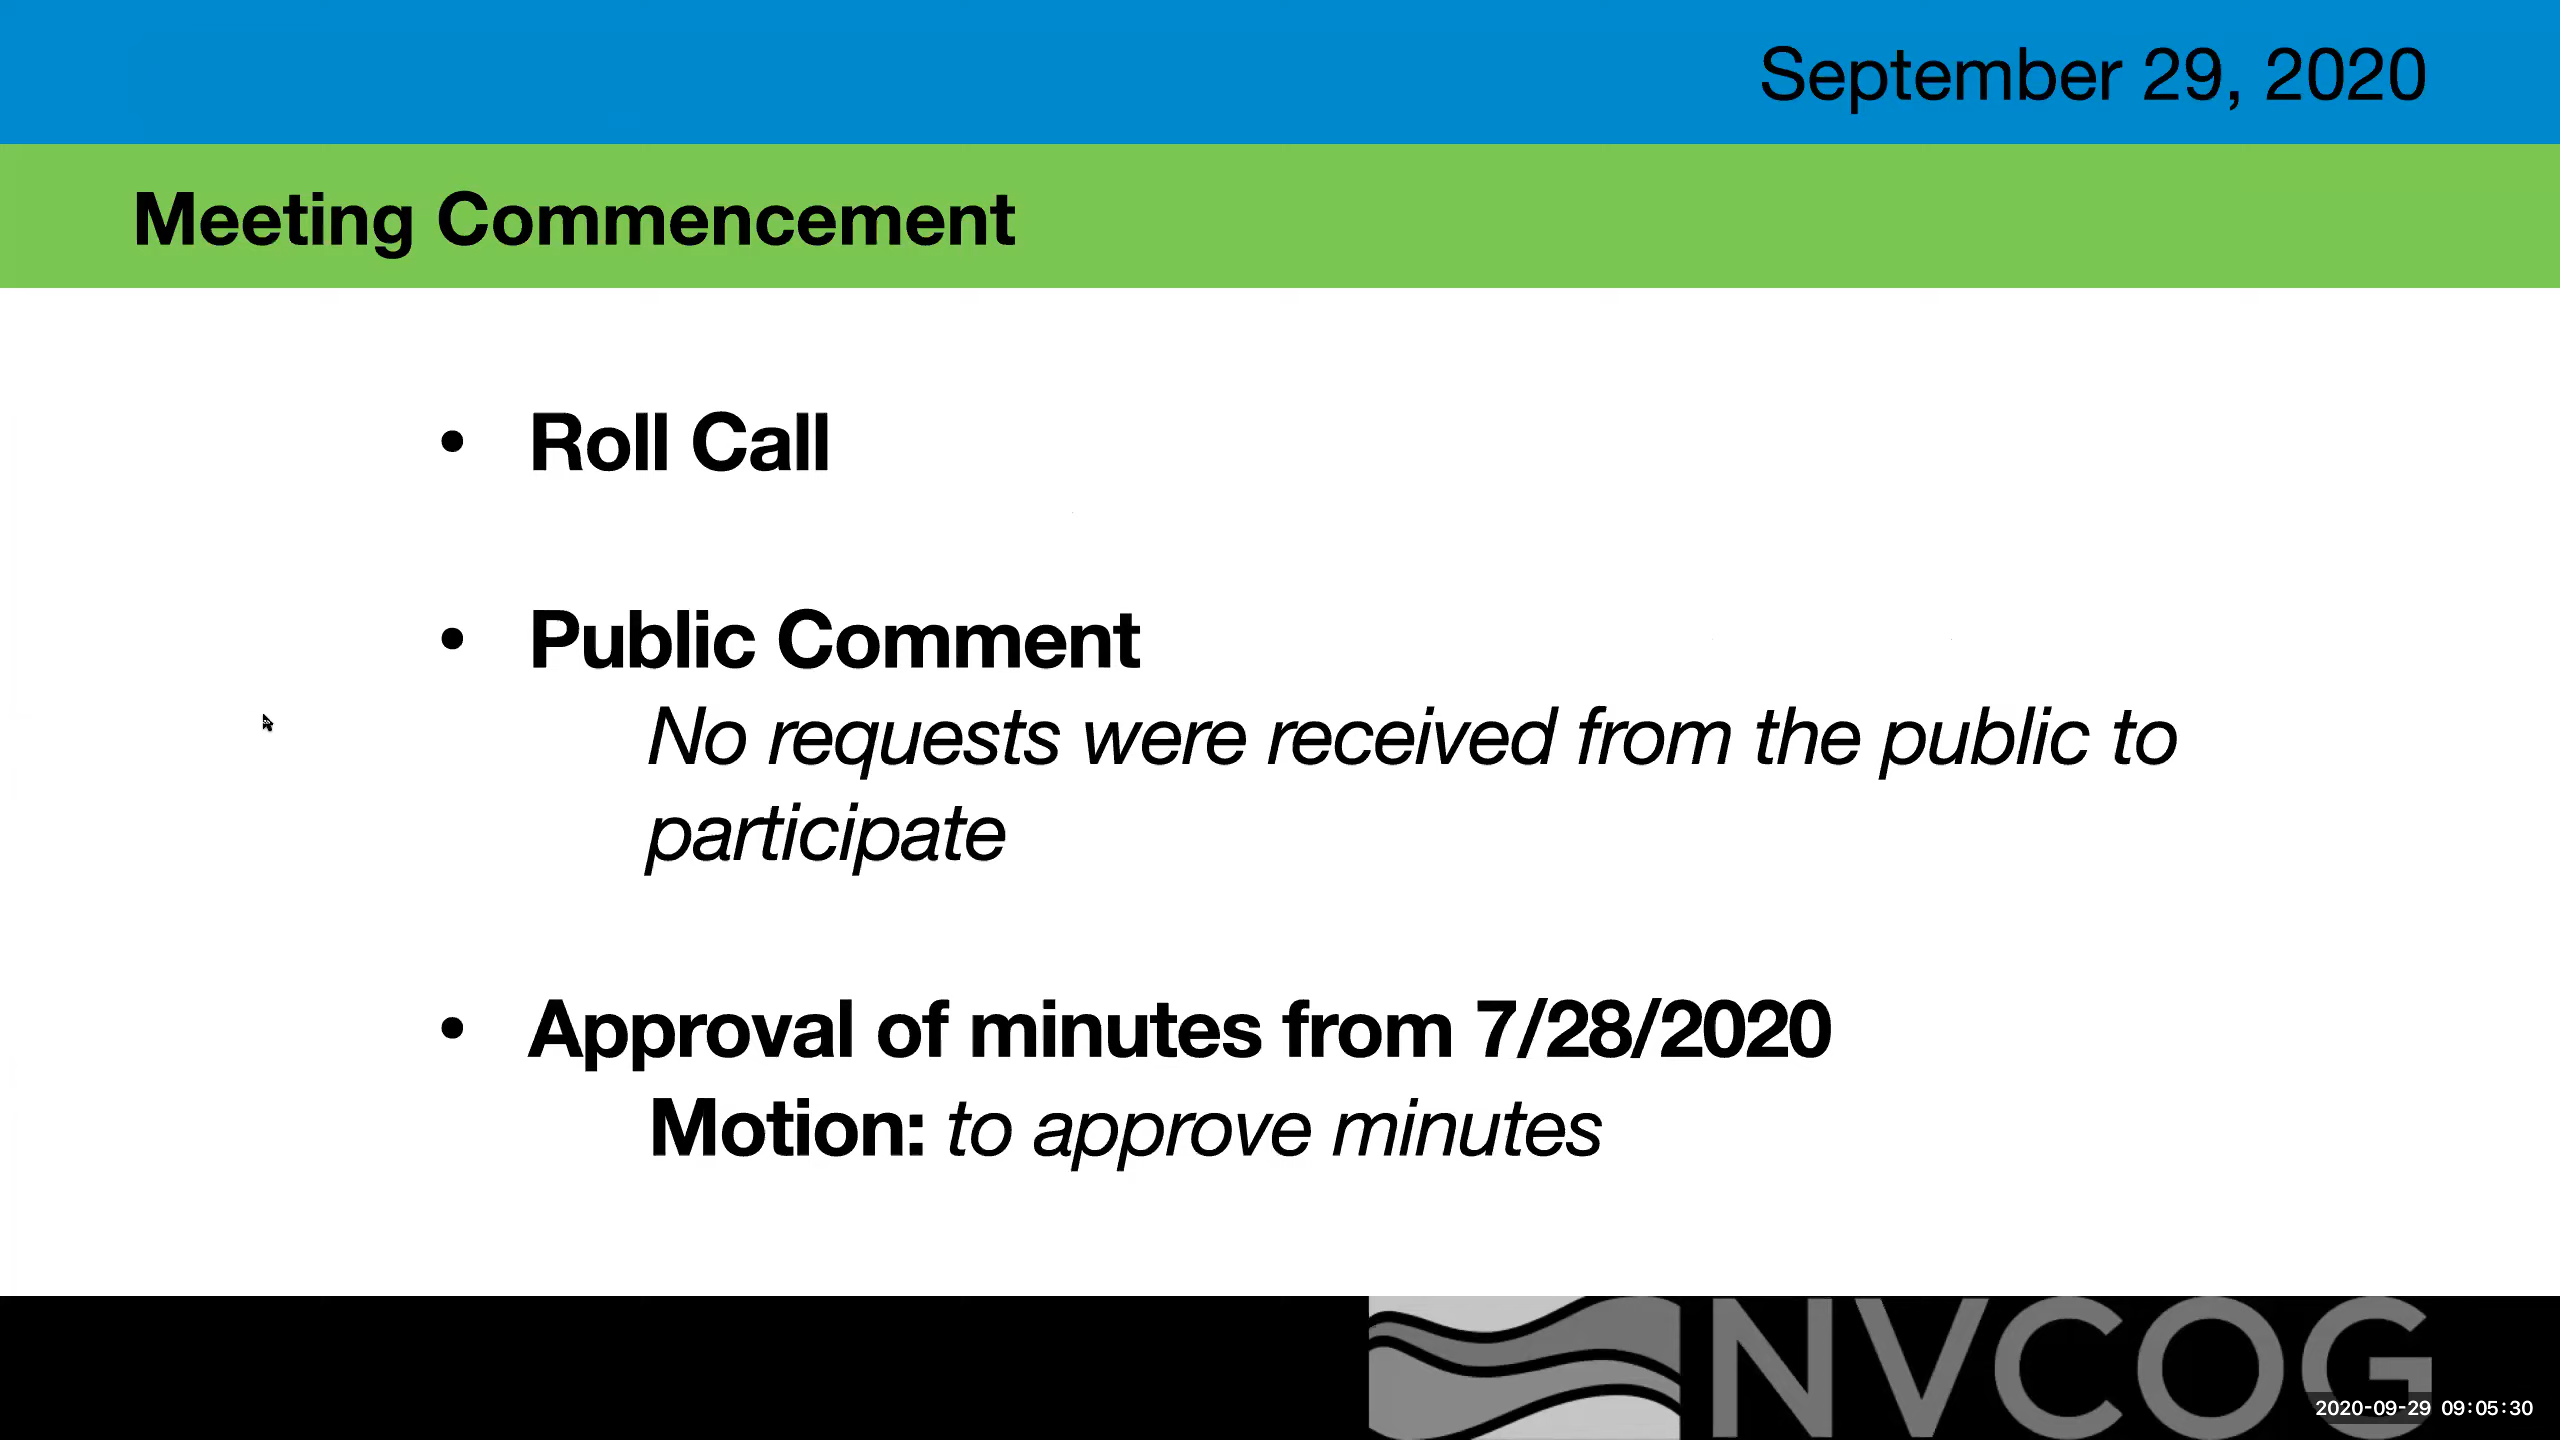 September 29, 2020
Meeting Commencement
• Roll Call
• Public Comment
No requests were received from the public to
participate
• Approval of minutes from 7/28/2020
Motion: to approve minutes
NVCOG
2020-09-29 09:05:30